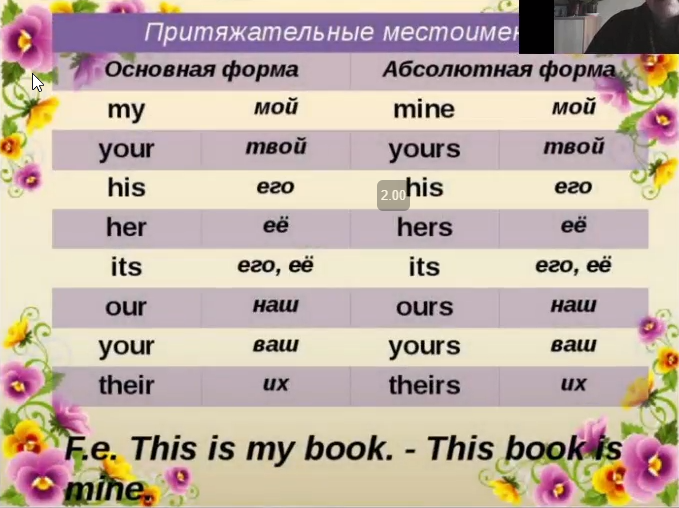 Притяжательные
Основная форма Абсолютная форма
my мой mine мой
your твой yours твой
his его his его
2.00
her её hers её
its его, её its его, её
our наш ours наш
your ваш yours ваш
their их theirs их
F.e. This is my book. - This book is
mine.